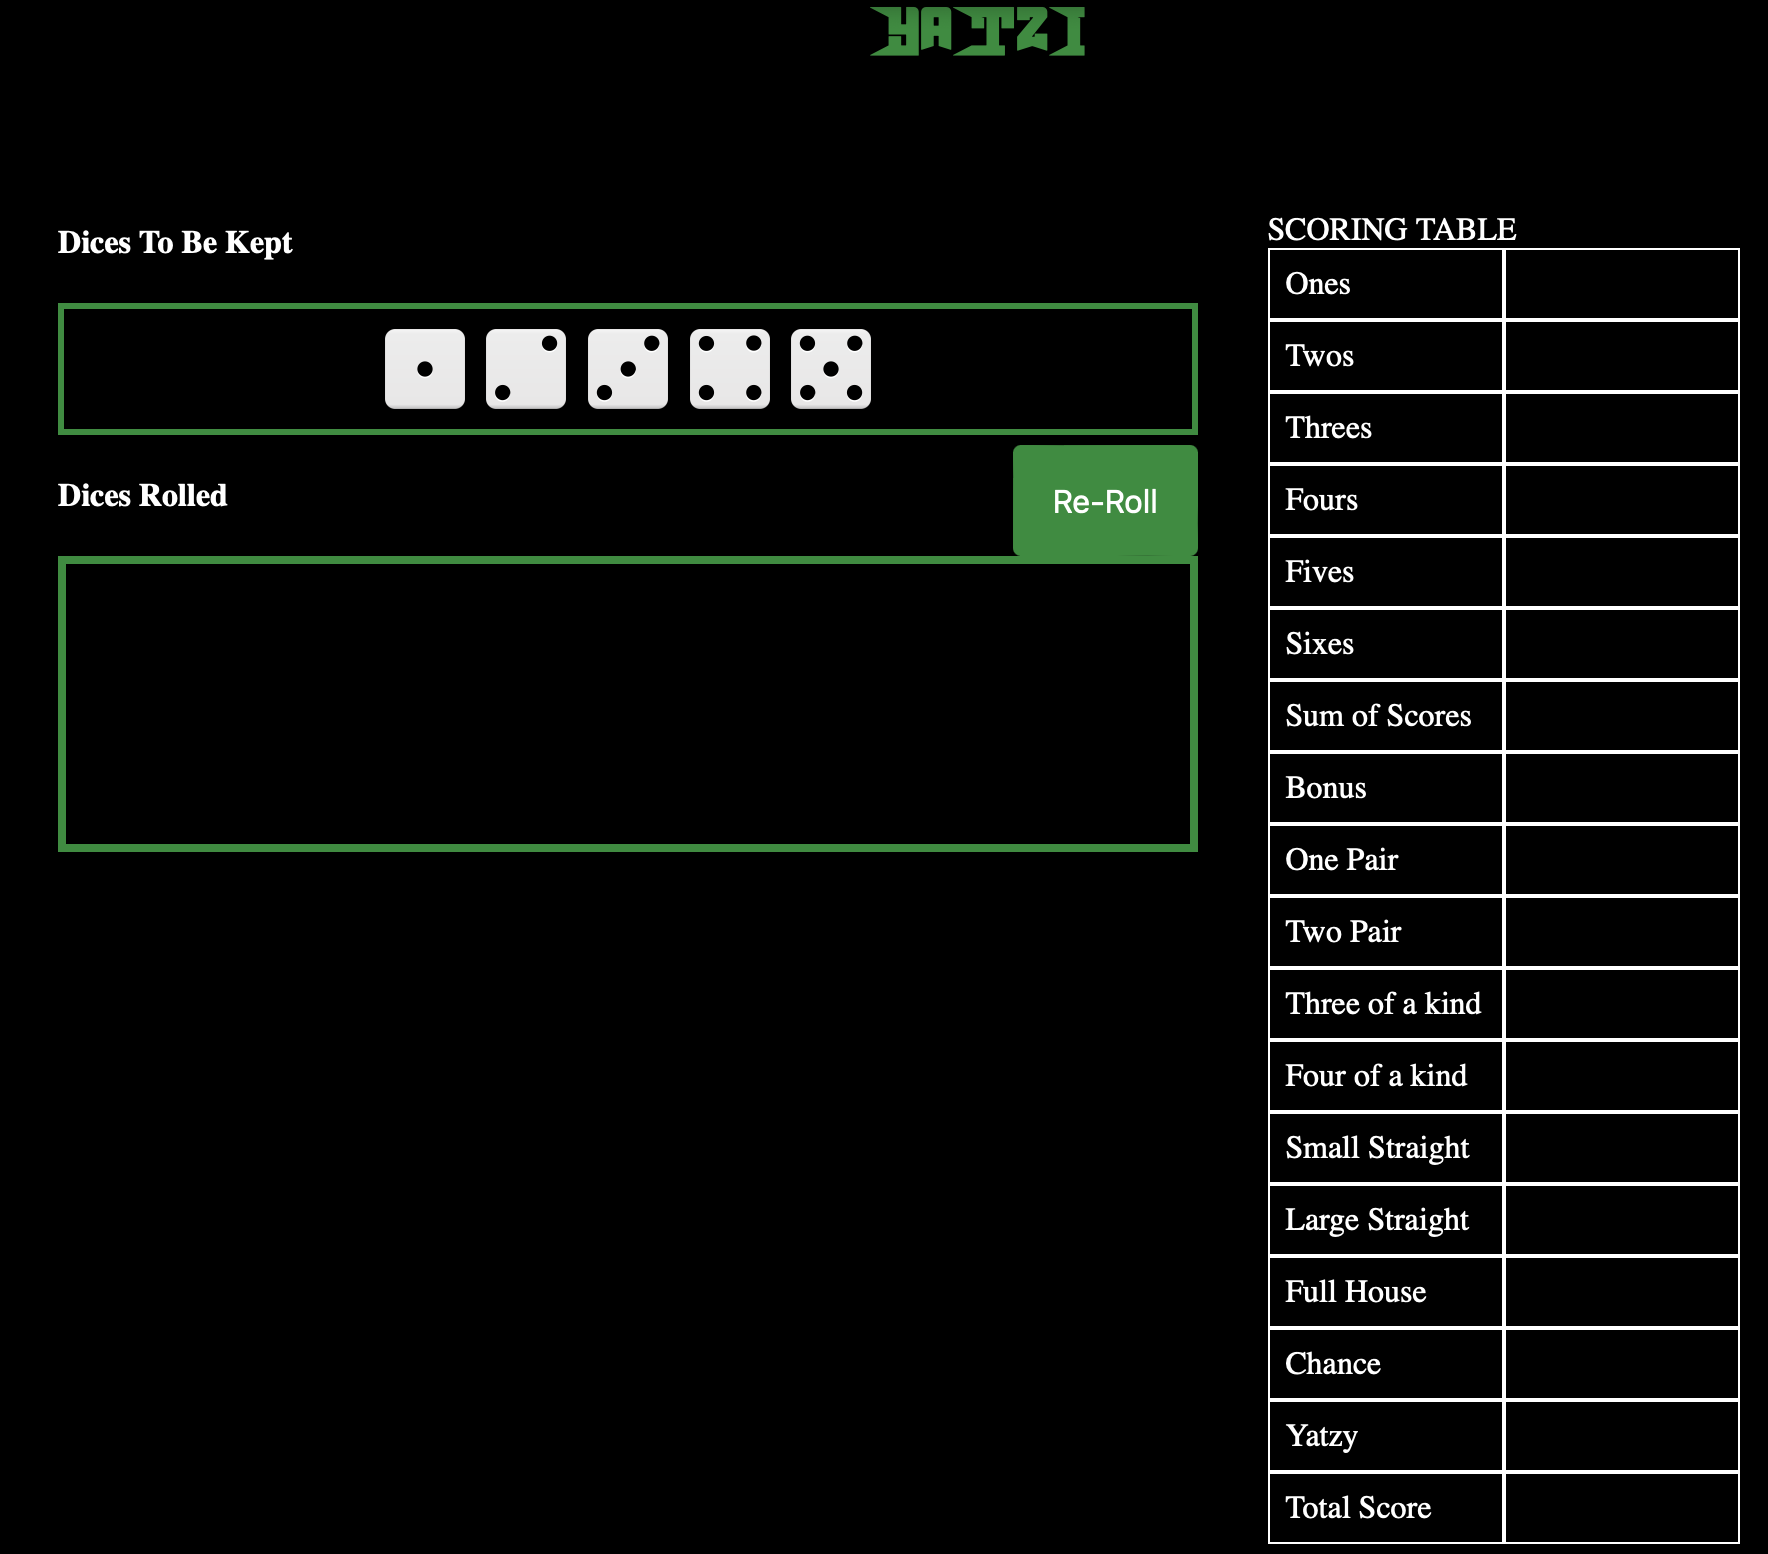 YATZI
Dices To Be Kept
Dices Rolled
Re-Roll
SCORING TABLE
Ones
Twos
Threes
Fours
Fives
Sixes
Sum of Scores
Bonus
One Pair
Two Pair
Three of a kind
Four of a kind
Small Straight
Large Straight
Full House
Chance
Yatzy
Total Score